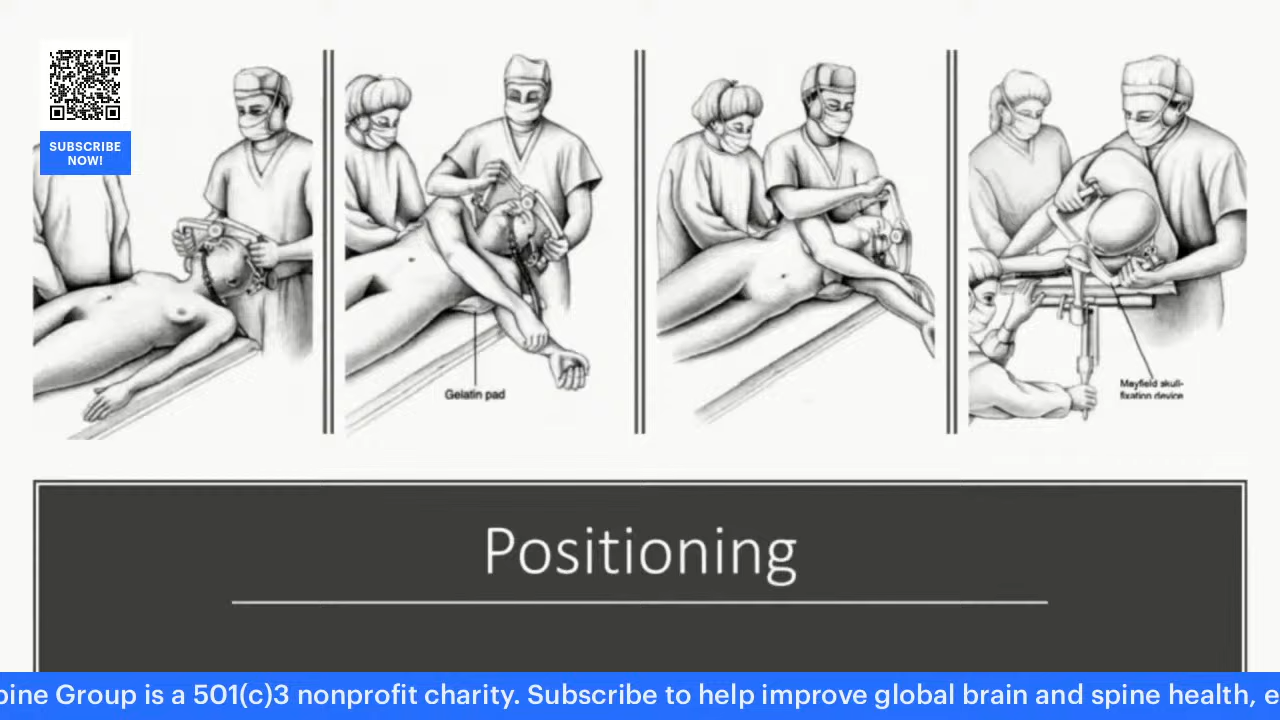 SUBSCRIBE
NOW!
Gelatin pad
Mayfield skull-
fixation device
Positioning
pine Group is a 501(c)3 nonprofit charity. Subscribe to help improve global brain and spine health, e